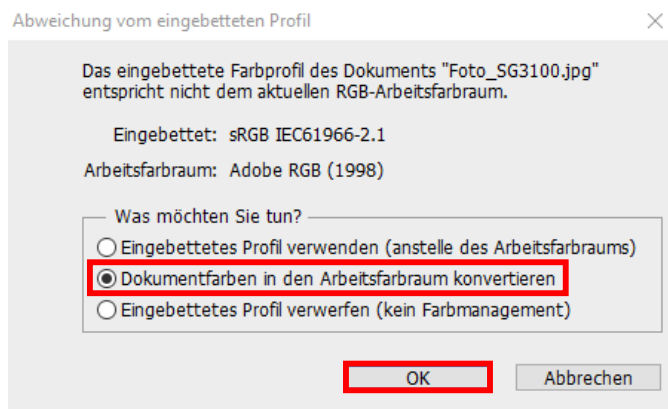 Abweichung vom eingebetteten Profil
Das eingebettete Farbprofil des Dokuments "Foto_SG3100.jpg"
entspricht nicht dem aktuellen RGB-Arbeitsfarbraum.
Eingebettet: sRGB IEC61966-2.1
Arbeitsfarbraum: Adobe RGB (1998)
Was möchten Sie tun?
Eingebettetes Profil verwenden (anstelle des Arbeitsfarbraums)
Dokumentfarben in den Arbeitsfarbraum konvertieren
Eingebettetes Profil verwerfen (kein Farbmanagement)
OK Abbrechen